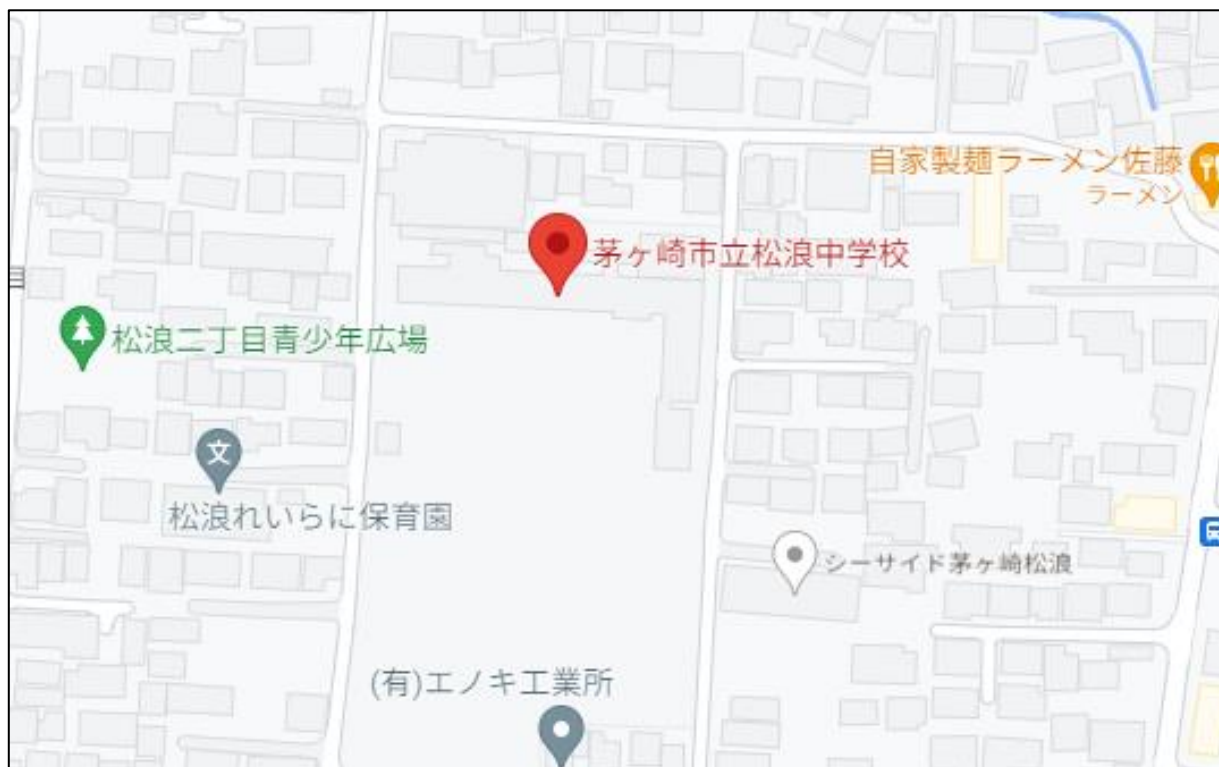 自家製麺ラーメン佐藤
ラーメン
茅ヶ崎市立松浪中学校
松浪二丁目青少年広場
文
松浪れいらに保育園
シーサイド茅ヶ崎松浪
(有)エノキ工業所